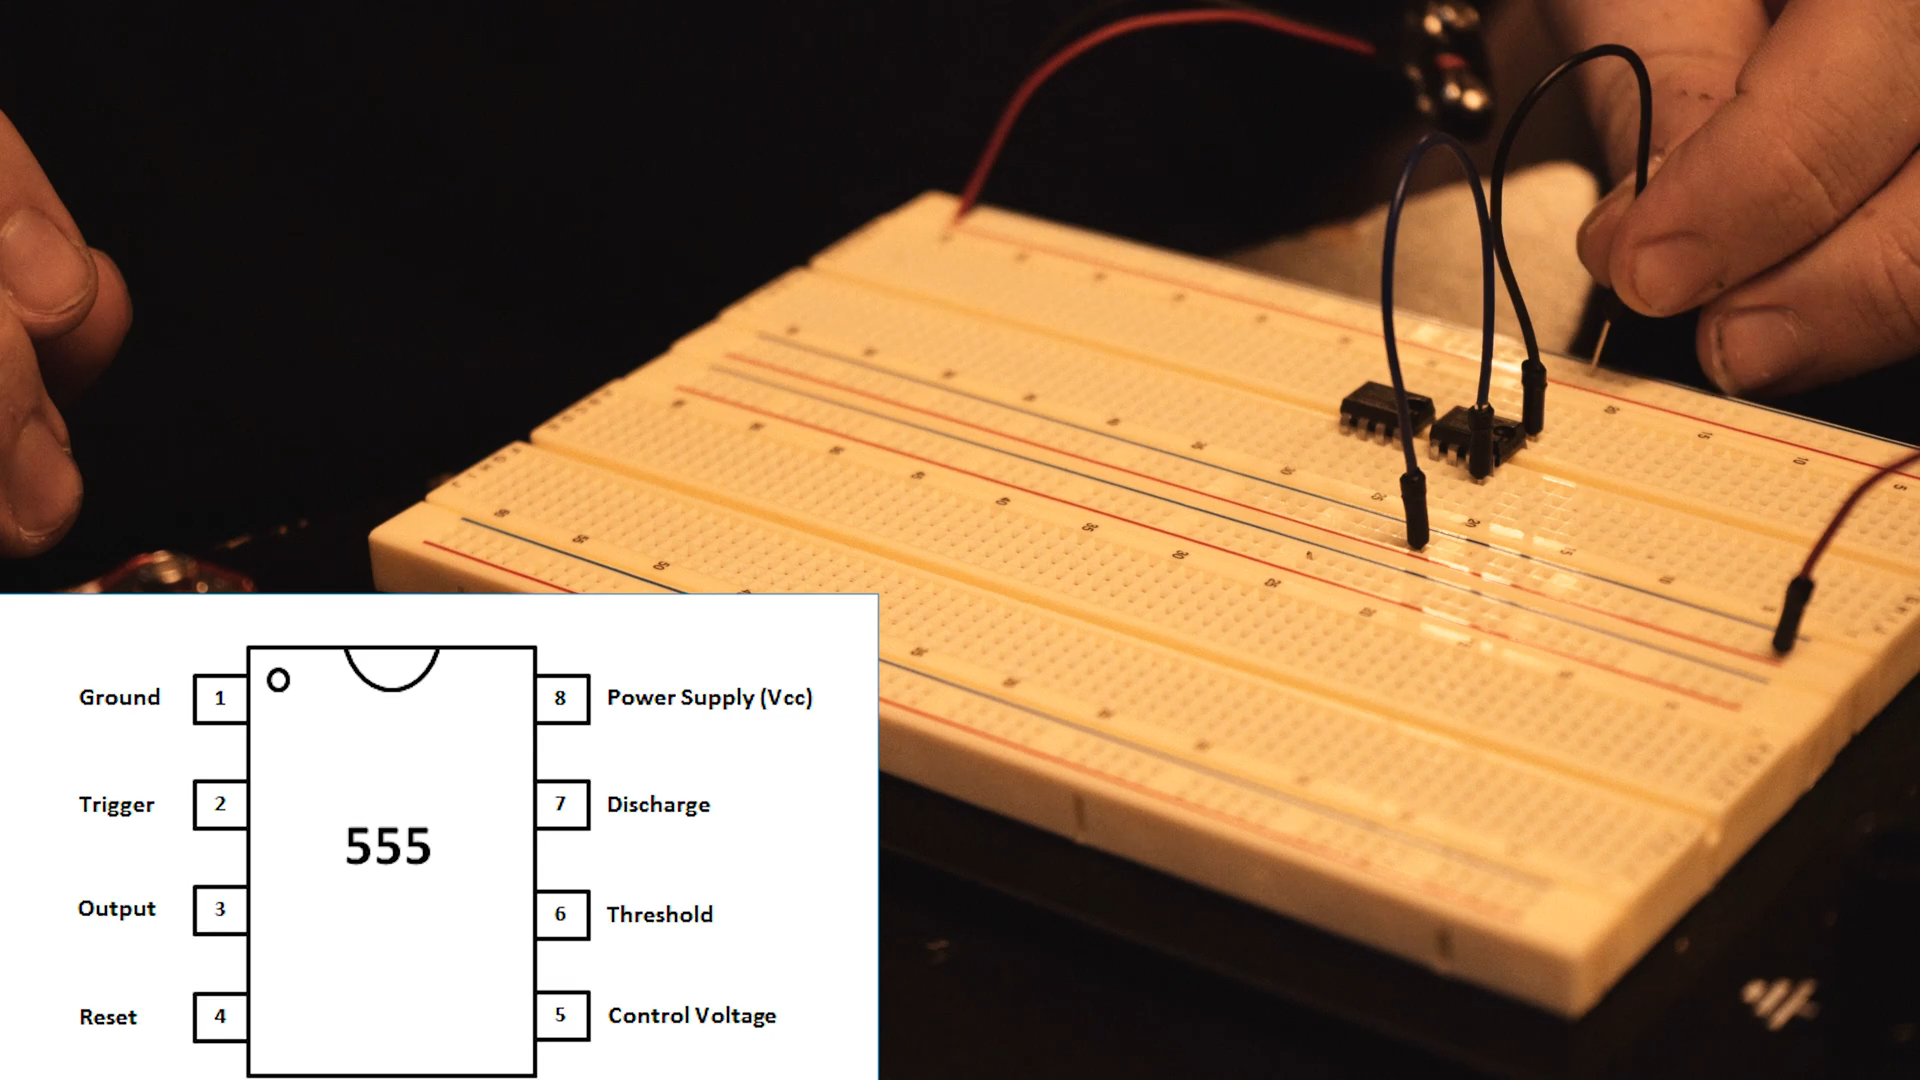 Ground 1 8 Power Supply (Vcc)
Trigger 2 7 Discharge
555
Output 3 6 Threshold
Reset 4 5 Control Voltage